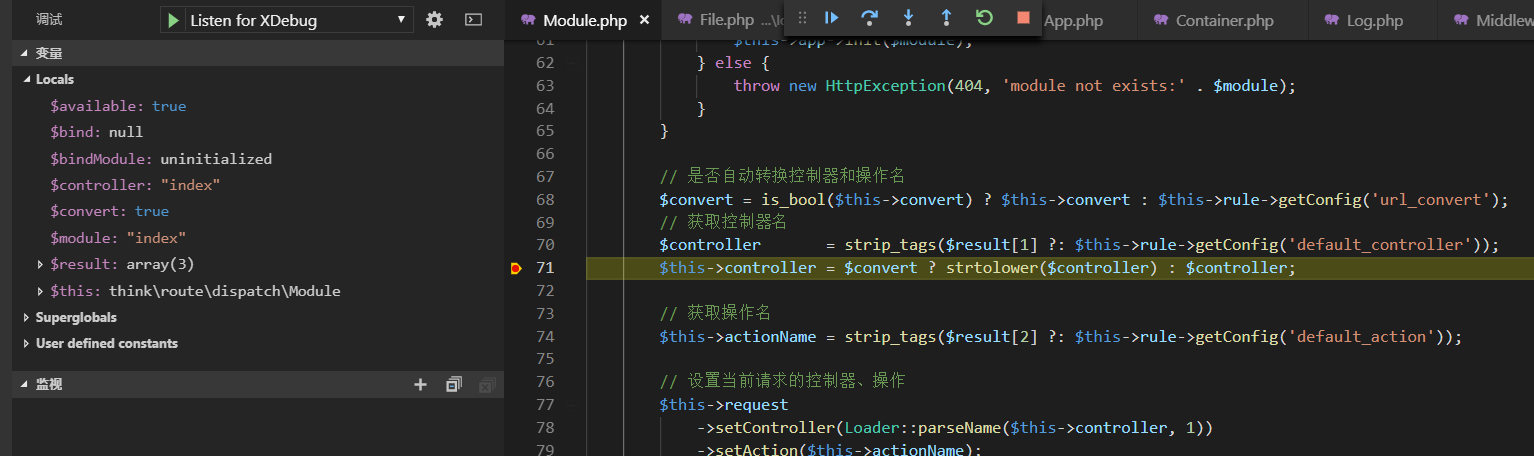 调试
Listen for XDebug
Module.php
File.php ...\l
App.php
Container.php
Log.php
Middlew
变量
Locals
$available: true
$bind: null
$bindModule: uninitialized
$controller: "index"
$convert: true
$module: "index"
$result: array(3)
$this: think\route\dispatch\Module
Superglobals
User defined constants
监视
61 $this->app->init($module);
62 } else {
63 throw new HttpException(404, 'module not exists:' . $module);
64 }
65 }
66
67 // 是否自动转换控制器和操作名
68 $convert = is_bool($this->convert) ? $this->convert : $this->rule->getConfig('url_convert');
69 // 获取控制器名
70 $controller = strip_tags($result[1] ?: $this->rule->getConfig('default_controller'));
71 $this->controller = $convert ? strtolower($controller) : $controller;
72
73 // 获取操作名
74 $this->actionName = strip_tags($result[2] ?: $this->rule->getConfig('default_action'));
75
76 // 设置当前请求的控制器、操作
77 $this->request
78 ->setController(Loader::parseName($this->controller, 1))
79 ->setAction($this->actionName);